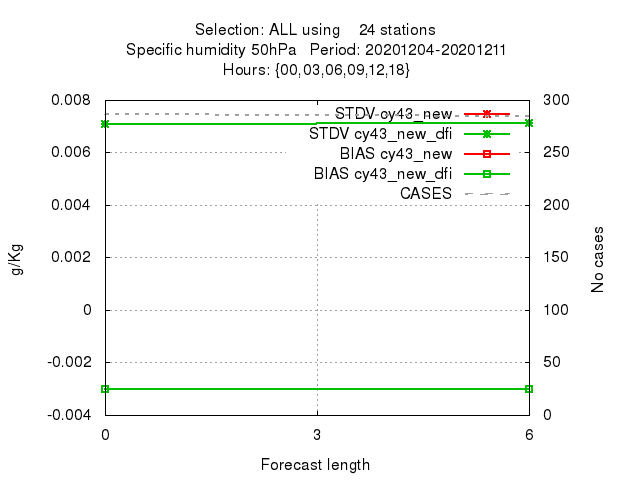 Selection: ALL using    24 stations
Specific humidity 50hPa   Period: 20201204-20201211
Hours: {00,03,06,09,12,18}
0.008
300
STDV cy43_new
STDV cy43_new_dfi
0.006
250
BIAS cy43_new
BIAS cy43_new_dfi
CASES
0.004
200
0.002
150
g/Kg
No cases
0
100
-0.002
50
-0.004
0
0
3
6
Forecast length